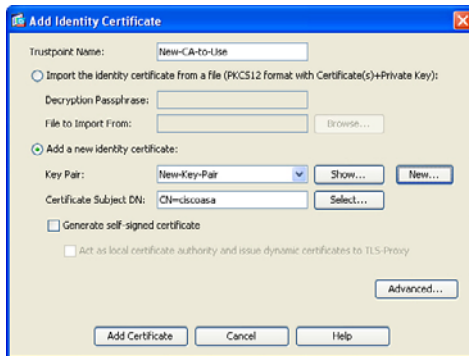 Add Identity Certificate
Trustpoint Name: New-CA-to-Use
Import the identity certificate from a file (PKCS12 format with Certificate(s)+Private Key):
Decryption Passphrase:
File to Import From: Browse...
Add a new identity certificate:
Key Pair: New-Key-Pair Show... New...
Certificate Subject DN: CN=ciscoasa Select...
Generate self-signed certificate
Act as local certificate authority and issue dynamic certificates to TLS-Proxy
Advanced...
Add Certificate Cancel Help